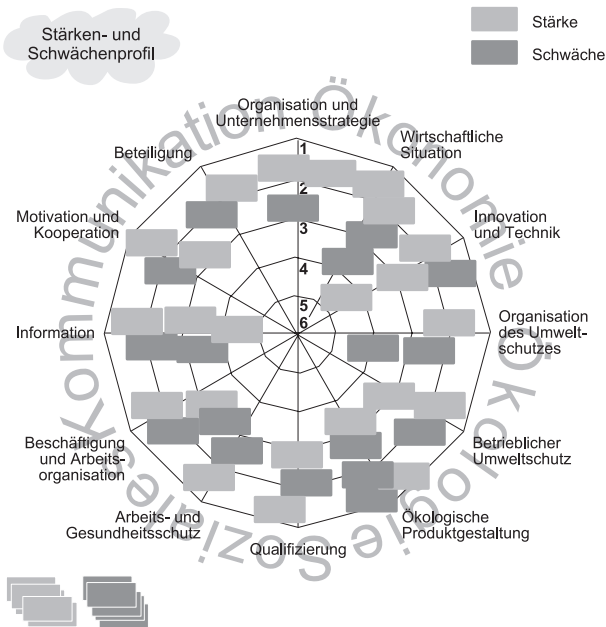 Stärken- und
Schwächenprofil
Stärke
Schwäche
Kommunikation
Ökonomie
Ökologie
Soziales
Organisation und
Unternehmensstrategie
Wirtschaftliche
Situation
Innovation
und Technik
Organisation
des Umwelt-
schutzes
Betrieblicher
Umweltschutz
Ökologische
Produktgestaltung
Qualifizierung
Arbeits- und
Gesundheitsschutz
Beschäftigung
und Arbeits-
organisation
Information
Motivation und
Kooperation
Beteiligung
1
2
3
4
5
6